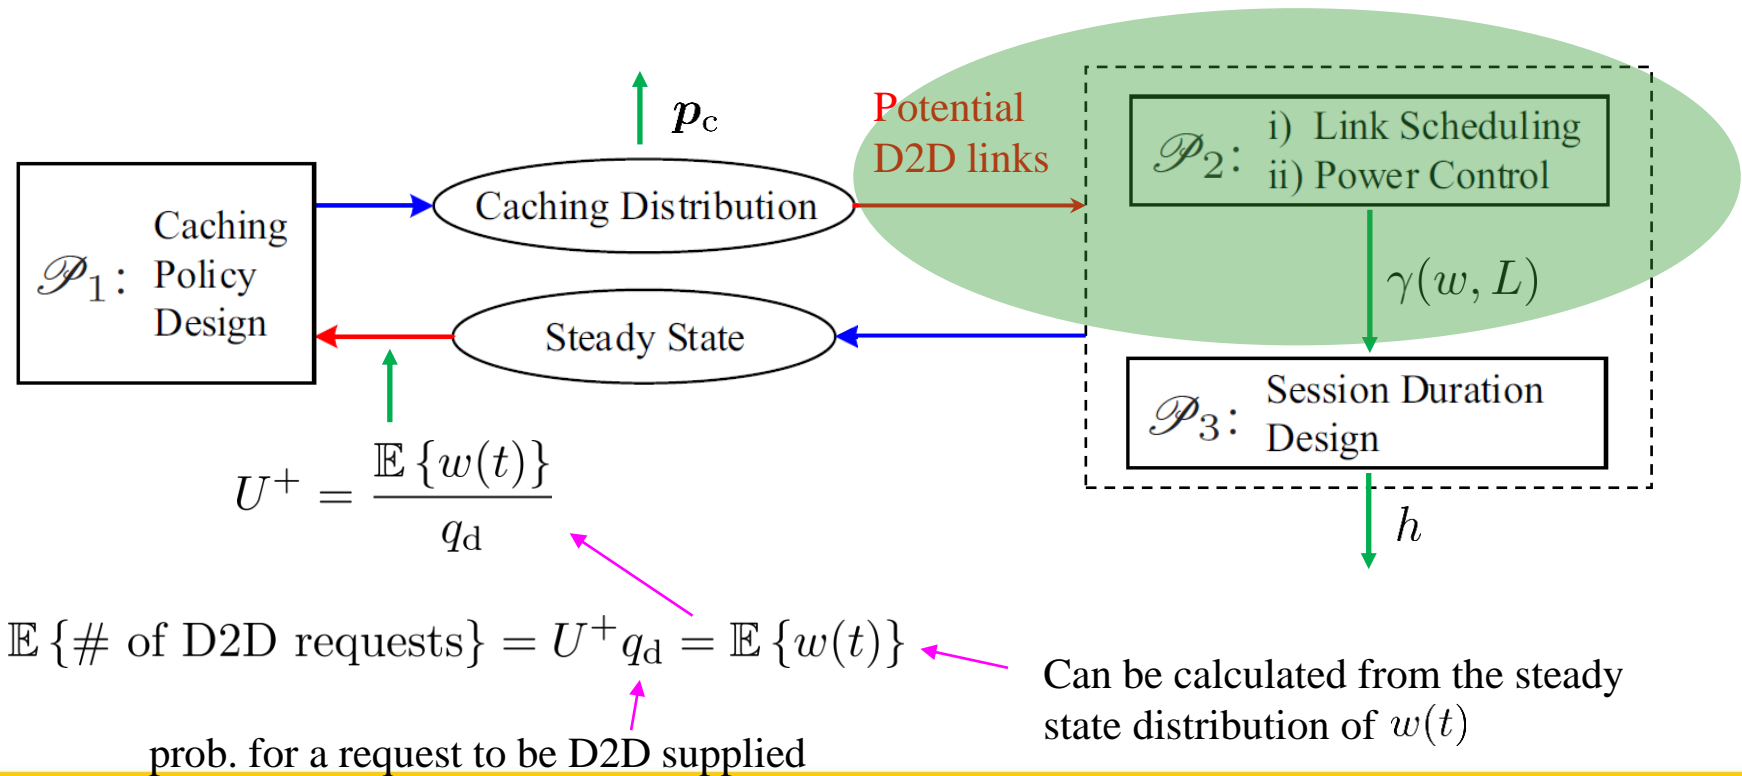 𝒑_c
Potential
D2D links
𝒫₂: i) Link Scheduling
ii) Power Control
Caching Distribution
𝒫₁: Caching
Policy
Design
γ(w, L)
Steady State
𝒫₃: Session Duration
Design
U⁺ = 𝔼{w(t)} / q_d
h
𝔼{# of D2D requests} = U⁺q_d = 𝔼{w(t)}
Can be calculated from the steady
state distribution of w(t)
prob. for a request to be D2D supplied